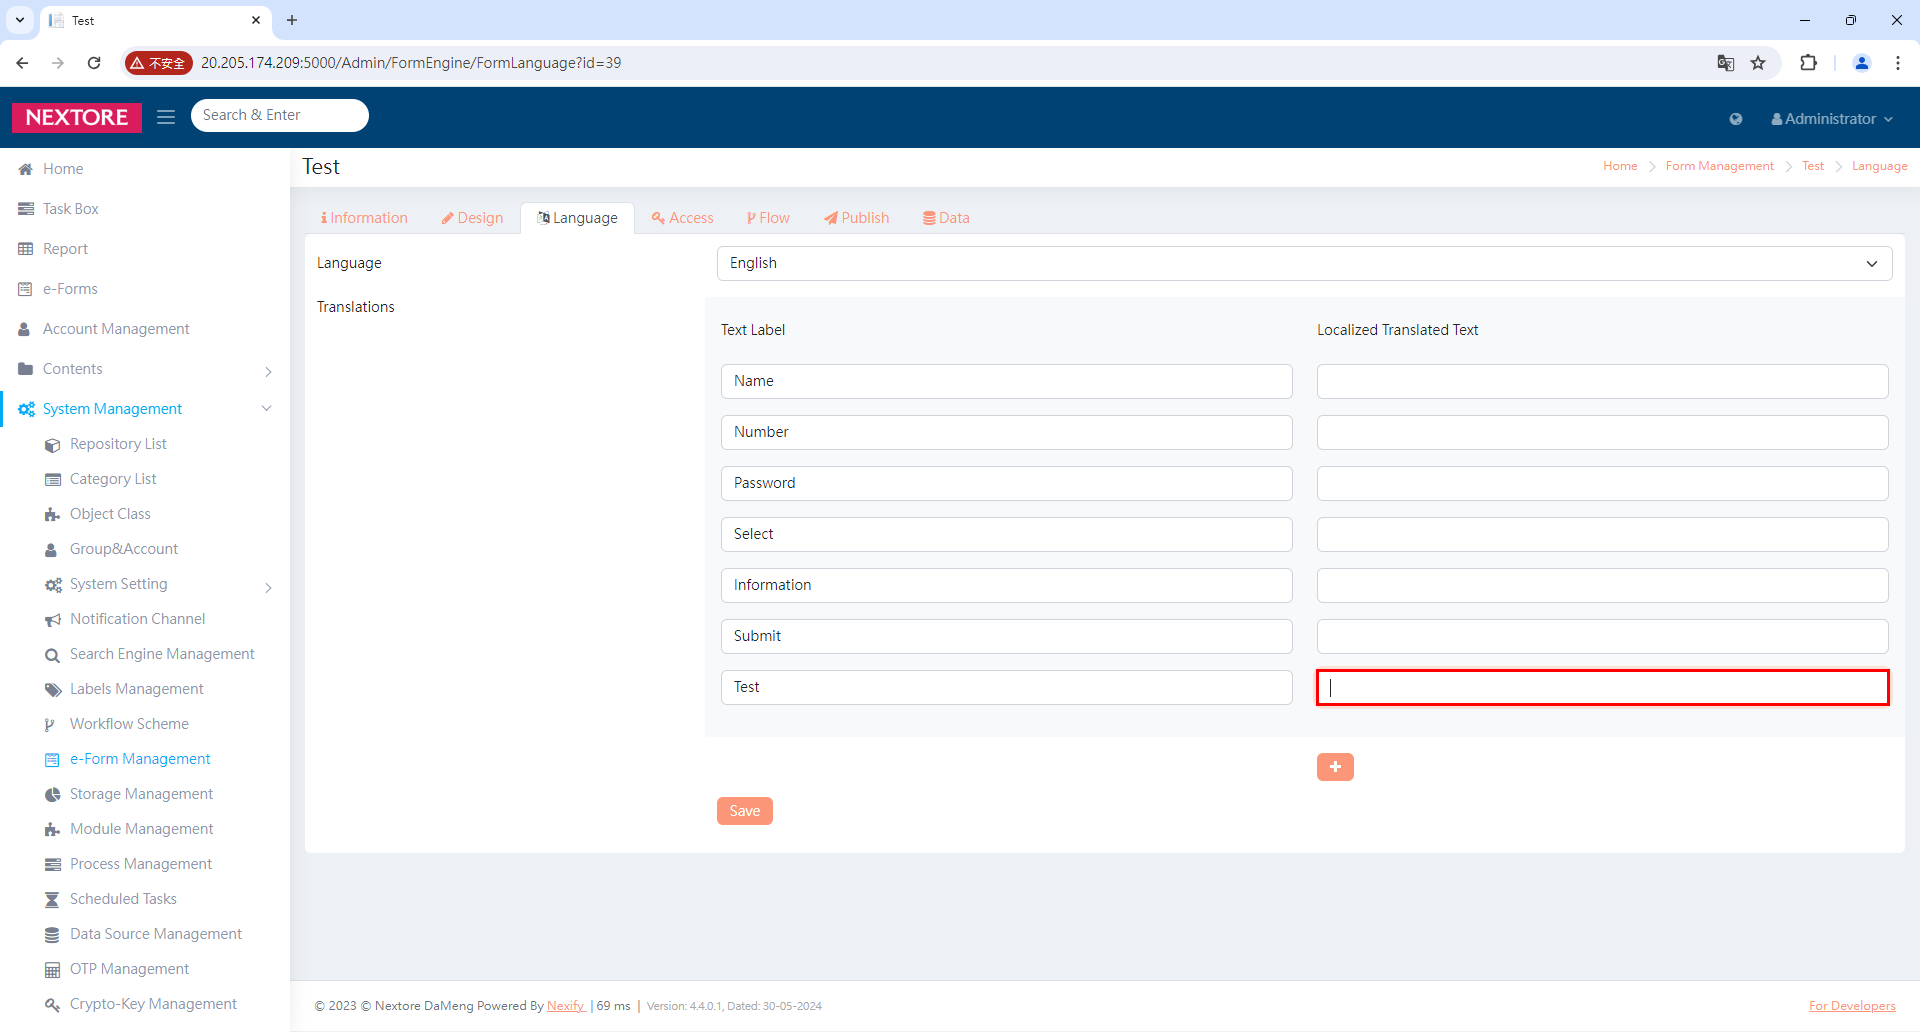 Test
不安全
20.205.174.209:5000/Admin/FormEngine/FormLanguage?id=39
NEXTORE
Search & Enter
Administrator
Home
Task Box
Report
e-Forms
Account Management
Contents
System Management
Repository List
Category List
Object Class
Group&Account
System Setting
Notification Channel
Search Engine Management
Labels Management
Workflow Scheme
e-Form Management
Storage Management
Module Management
Process Management
Scheduled Tasks
Data Source Management
OTP Management
Crypto-Key Management
Test
Home > Form Management > Test > Language
Information Design Language Access Flow Publish Data
Language English
Translations
Text Label Localized Translated Text
Name
Number
Password
Select
Information
Submit
Test
+
Save
© 2023 © Nextore DaMeng Powered By Nexify | 69 ms | Version: 4.4.0.1, Dated: 30-05-2024
For Developers